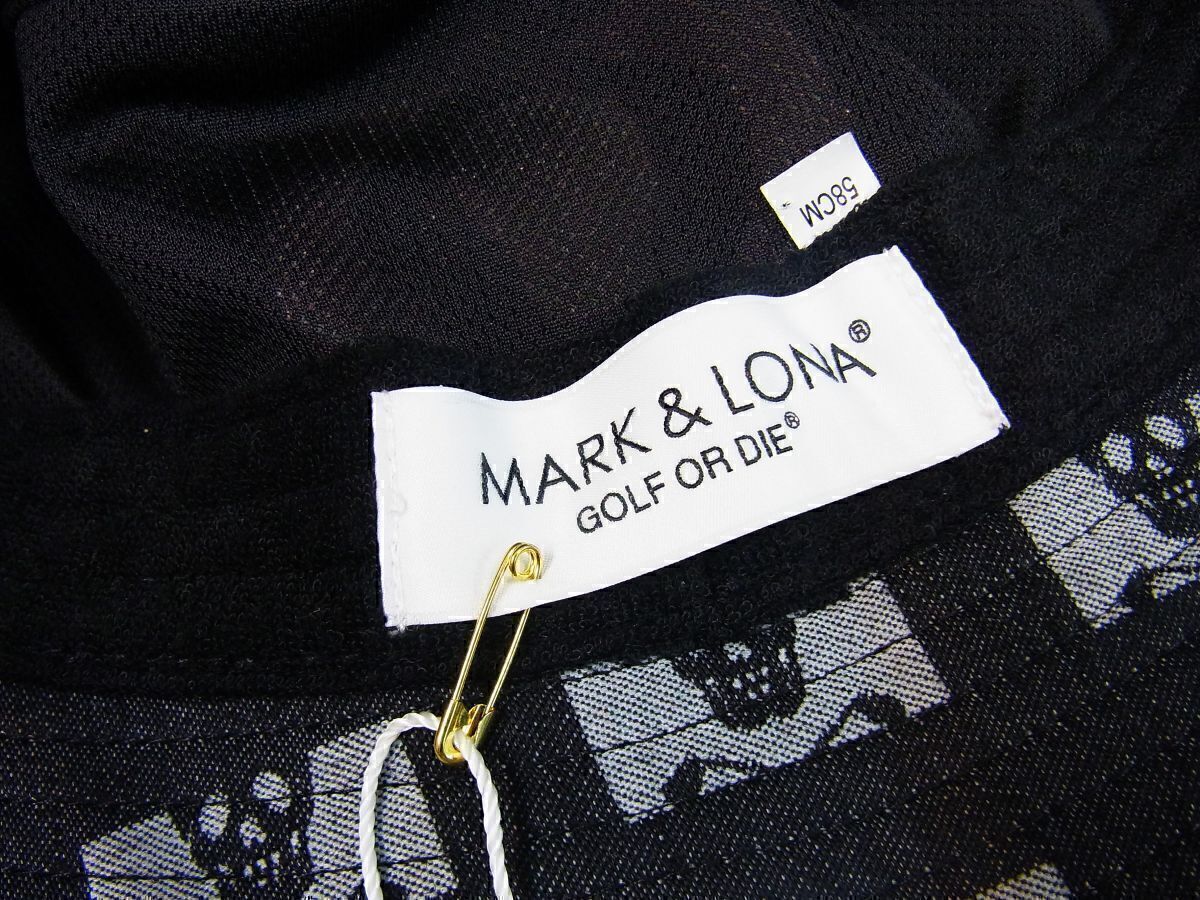 58CM
MARK & LONA®
GOLF OR DIE®